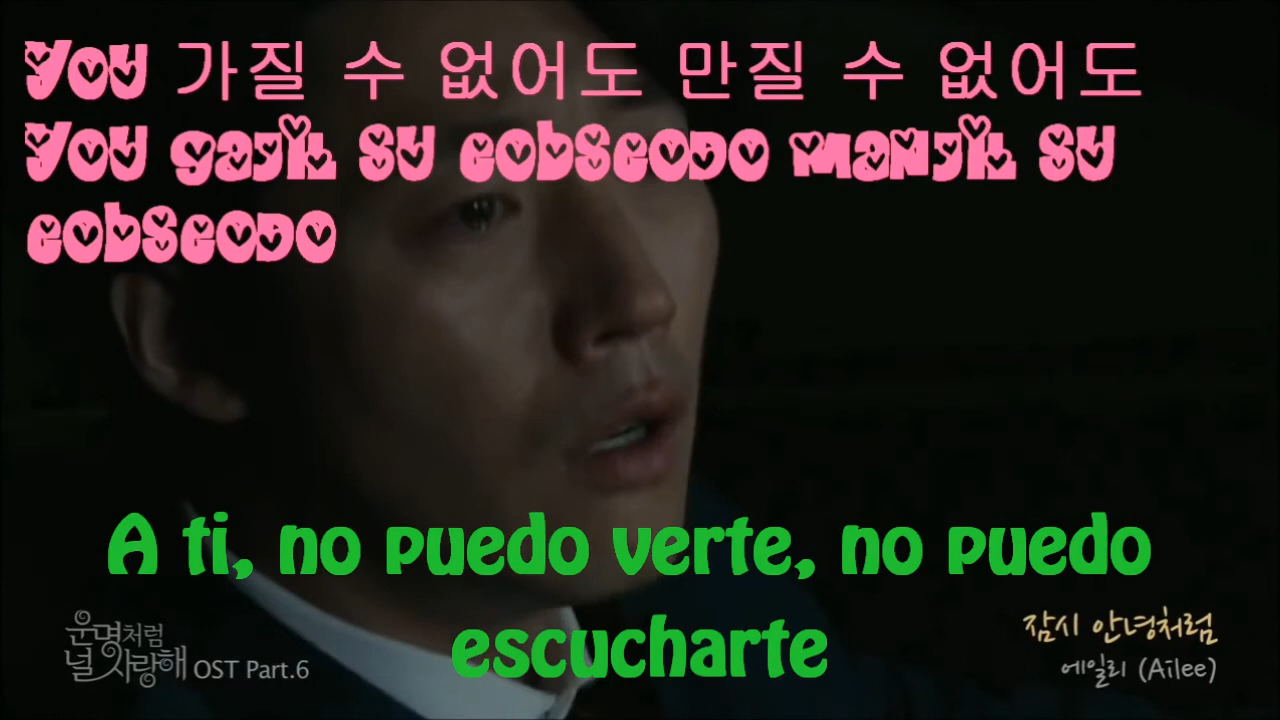 You 가질 수 없어도 만질 수 없어도
You gajil su eobseodo manjil su
eobseodo
A ti, no puedo verte, no puedo
escucharte
운명처럼
널 사랑해 OST Part.6
잠시 안녕처럼
에일리 (Ailee)